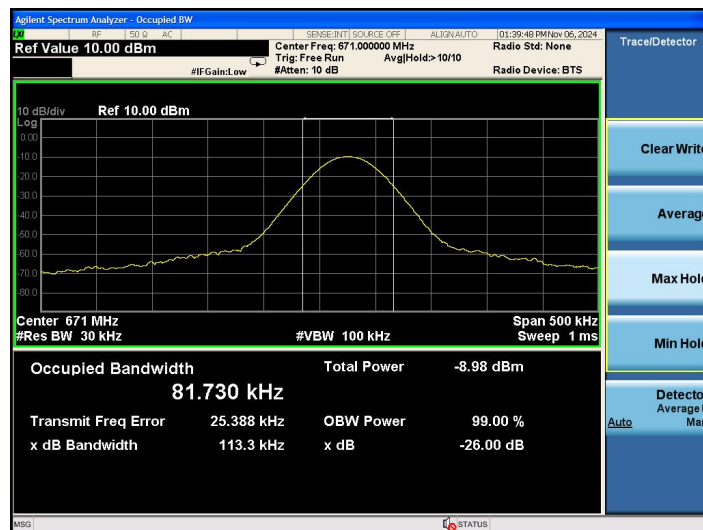 Agilent Spectrum Analyzer - Occupied BW
LXI RF 50 Ω AC SENSE:INT SOURCE OFF ALIGN AUTO 01:39:48 PM Nov 06, 2024
Ref Value 10.00 dBm
Center Freq: 671.000000 MHz
Radio Std: None
Trig: Free Run Avg|Hold:> 10/10
#IFGain:Low #Atten: 10 dB Radio Device: BTS
10 dB/div Ref 10.00 dBm
Log
0.00
-10.0
-20.0
-30.0
-40.0
-50.0
-60.0
-70.0
-80.0
Center 671 MHz Span 500 kHz
#Res BW 30 kHz #VBW 100 kHz Sweep 1 ms
Occupied Bandwidth Total Power -8.98 dBm
81.730 kHz
Transmit Freq Error 25.388 kHz OBW Power 99.00 %
x dB Bandwidth 113.3 kHz x dB -26.00 dB
MSG STATUS
Trace/Detector
Clear Write
Average
Max Hold
Min Hold
Detecto
Average
Auto Man